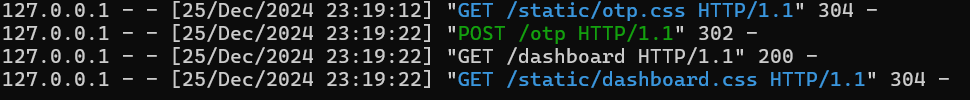 127.0.0.1 - - [25/Dec/2024 23:19:12] "GET /static/otp.css HTTP/1.1" 304 -
127.0.0.1 - - [25/Dec/2024 23:19:22] "POST /otp HTTP/1.1" 302 -
127.0.0.1 - - [25/Dec/2024 23:19:22] "GET /dashboard HTTP/1.1" 200 -
127.0.0.1 - - [25/Dec/2024 23:19:22] "GET /static/dashboard.css HTTP/1.1" 304 -